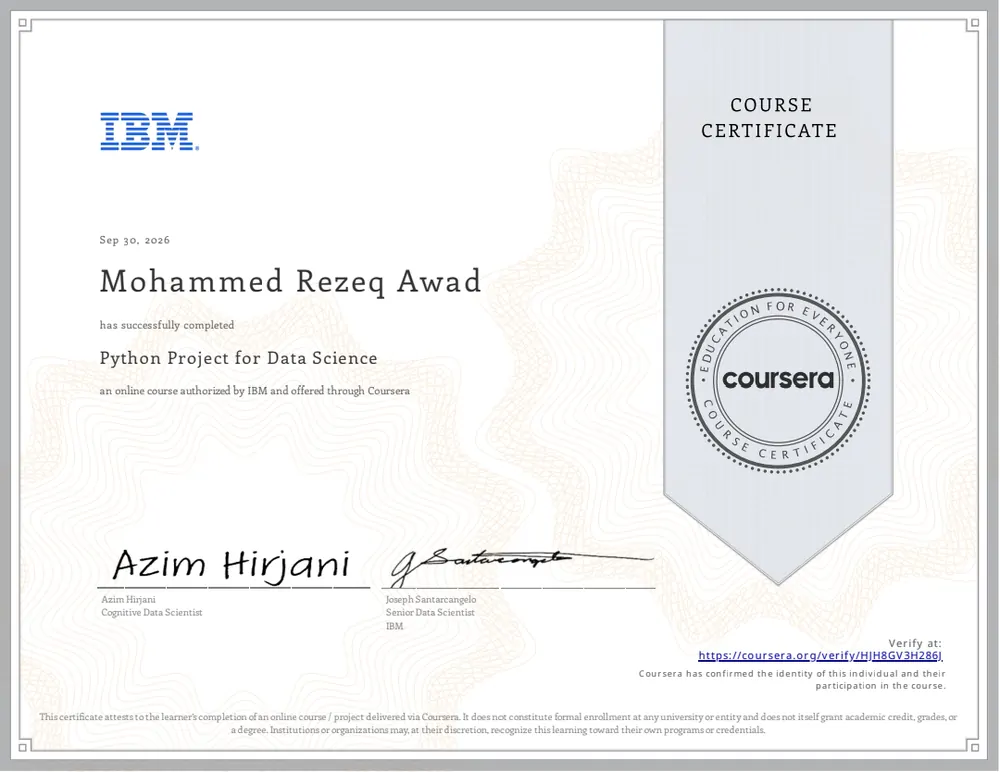 COURSE
CERTIFICATE
IBM
Sep 30, 2026
Mohammed Rezeq Awad
has successfully completed
Python Project for Data Science
an online course authorized by IBM and offered through Coursera
EDUCATION FOR EVERYONE
coursera
COURSE CERTIFICATE
Azim Hirjani
Azim Hirjani
Cognitive Data Scientist
J Santarcangelo
Joseph Santarcangelo
Senior Data Scientist
IBM
Verify at:
https://coursera.org/verify/HJH8GV3H286J
Coursera has confirmed the identity of this individual and their
participation in the course.
This certificate attests to the learner's completion of an online course / project delivered via Coursera. It does not constitute formal enrollment at any university or entity and does not itself grant academic credit, grades, or
a degree. Institutions or organizations may, at their discretion, recognize this learning toward their own programs or credentials.